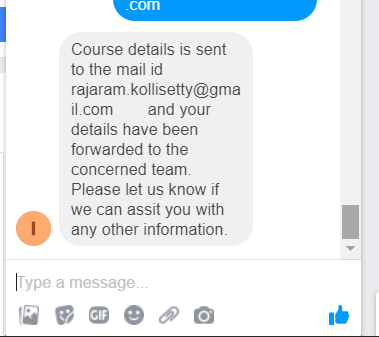 .com
Course details is sent
to the mail id
rajaram.kollisetty@gma
il.com and your
details have been
forwarded to the
concerned team.
Please let us know if
we can assit you with
any other information.
I
Type a message...
GIF